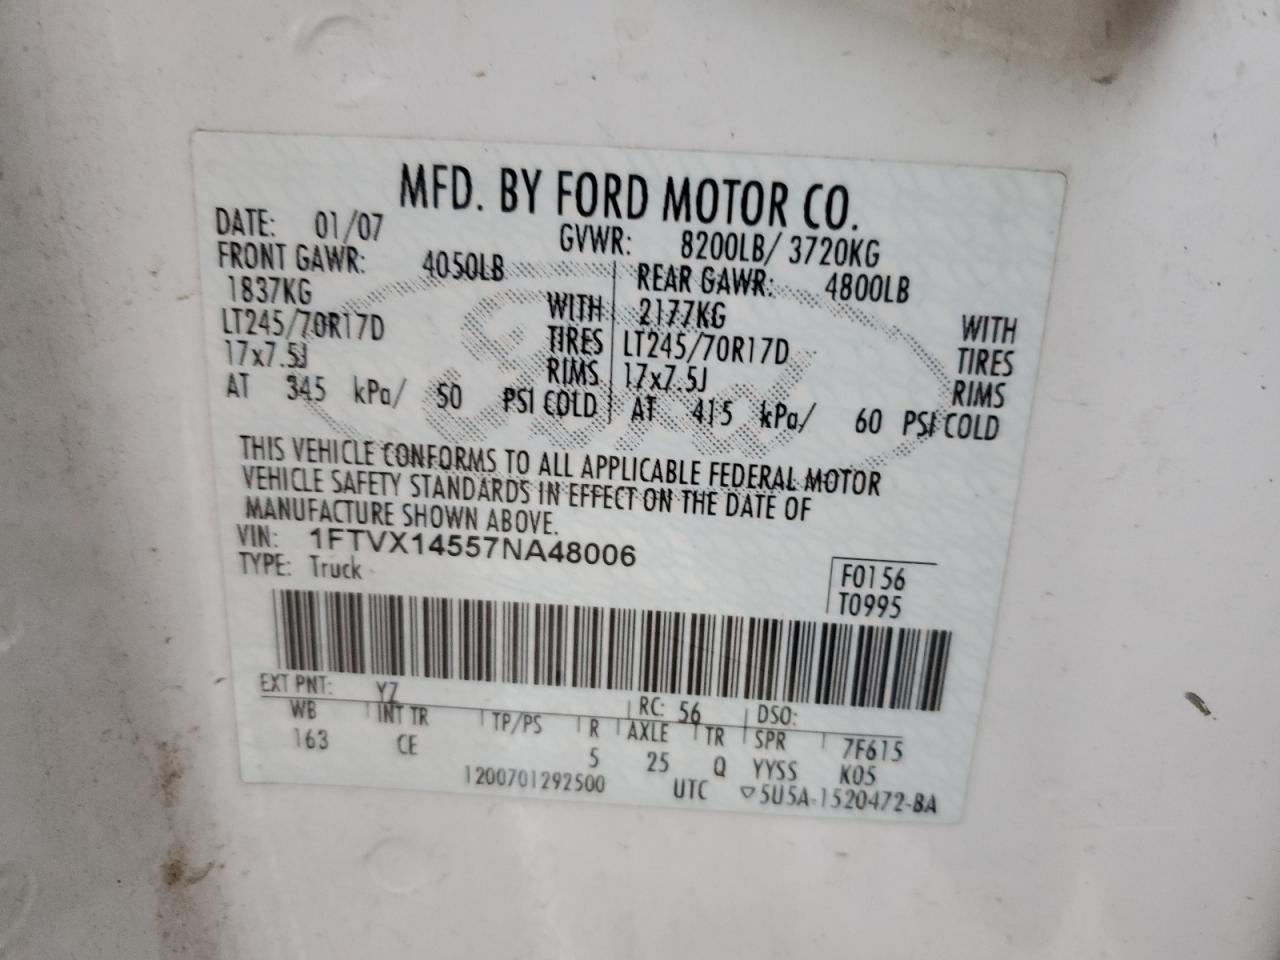 MFD. BY FORD MOTOR CO.
DATE: 01/07 GVWR: 8200LB/ 3720KG
FRONT GAWR: 4050LB REAR GAWR: 4800LB
1837KG WITH 2177KG WITH
LT245/70R17D TIRES LT245/70R17D TIRES
17x7.5J RIMS 17x7.5J RIMS
AT 345 kPa/ 50 PSI COLD AT 415 kPa/ 60 PSI COLD
THIS VEHICLE CONFORMS TO ALL APPLICABLE FEDERAL MOTOR
VEHICLE SAFETY STANDARDS IN EFFECT ON THE DATE OF
MANUFACTURE SHOWN ABOVE.
VIN: 1FTVX14557NA48006
TYPE: Truck
F0156
T0995
EXT PNT: YZ RC: 56 DSO:
WB INT TR TP/PS R AXLE TR SPR 7F615
163 CE 5 25 Q YYSS K05
1200701292500 UTC ▽5U5A-1520472-BA